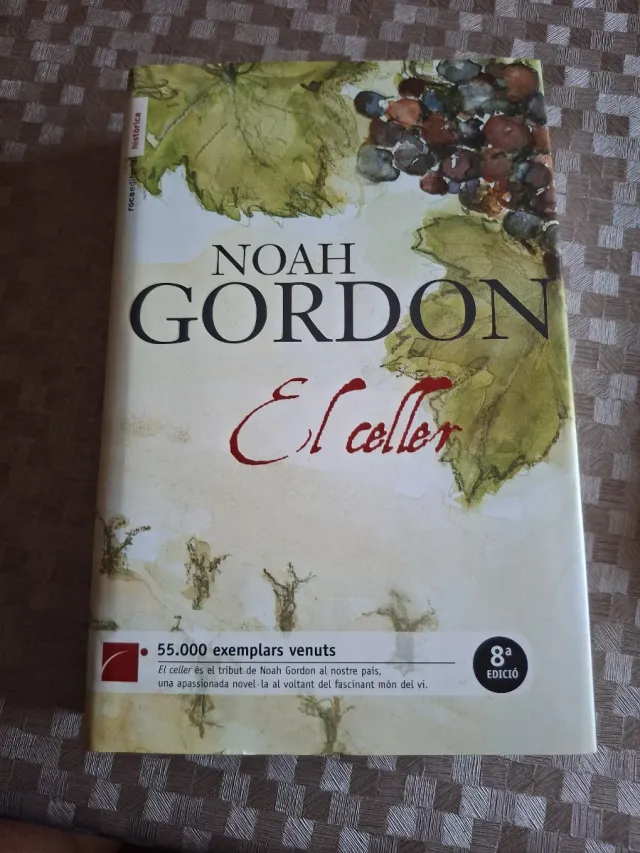 rocaeditorial histórica
NOAH
GORDON
El celler
55.000 exemplars venuts
El celler és el tribut de Noah Gordon al nostre país,
una apassionada novel·la al voltant del fascinant món del vi.
8ª
EDICIÓ